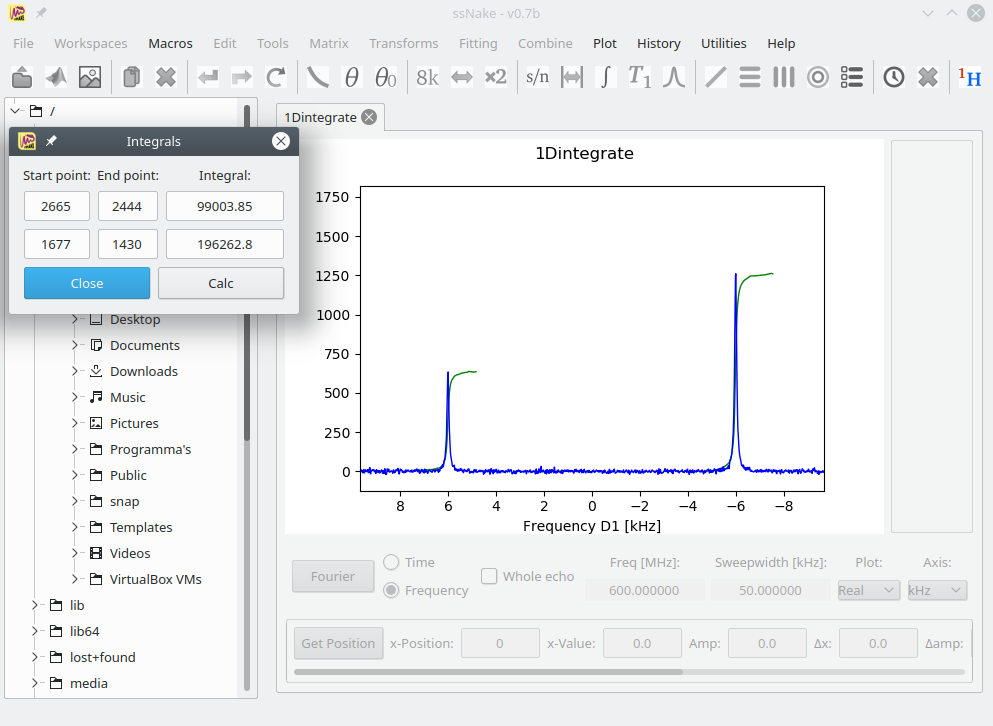 ssNake - v0.7b
File Workspaces Macros Edit Tools Matrix Transforms Fitting Combine Plot History Utilities Help
θ θ0 8k ×2 s/n ∫ T1 1H
/
1Dintegrate
Integrals
Start point: End point: Integral:
2665 2444 99003.85
1677 1430 196262.8
Close Calc
Desktop
Documents
Downloads
Music
Pictures
Programma's
Public
snap
Templates
Videos
VirtualBox VMs
lib
lib64
lost+found
media
1Dintegrate
1750
1500
1250
1000
750
500
250
0
8 6 4 2 0 −2 −4 −6 −8
Frequency D1 [kHz]
Fourier
Time
Frequency
Whole echo
Freq [MHz]: Sweepwidth [kHz]: Plot: Axis:
600.000000 50.000000 Real kHz
Get Position x-Position: 0 x-Value: 0.0 Amp: 0.0 Δx: 0.0 Δamp: